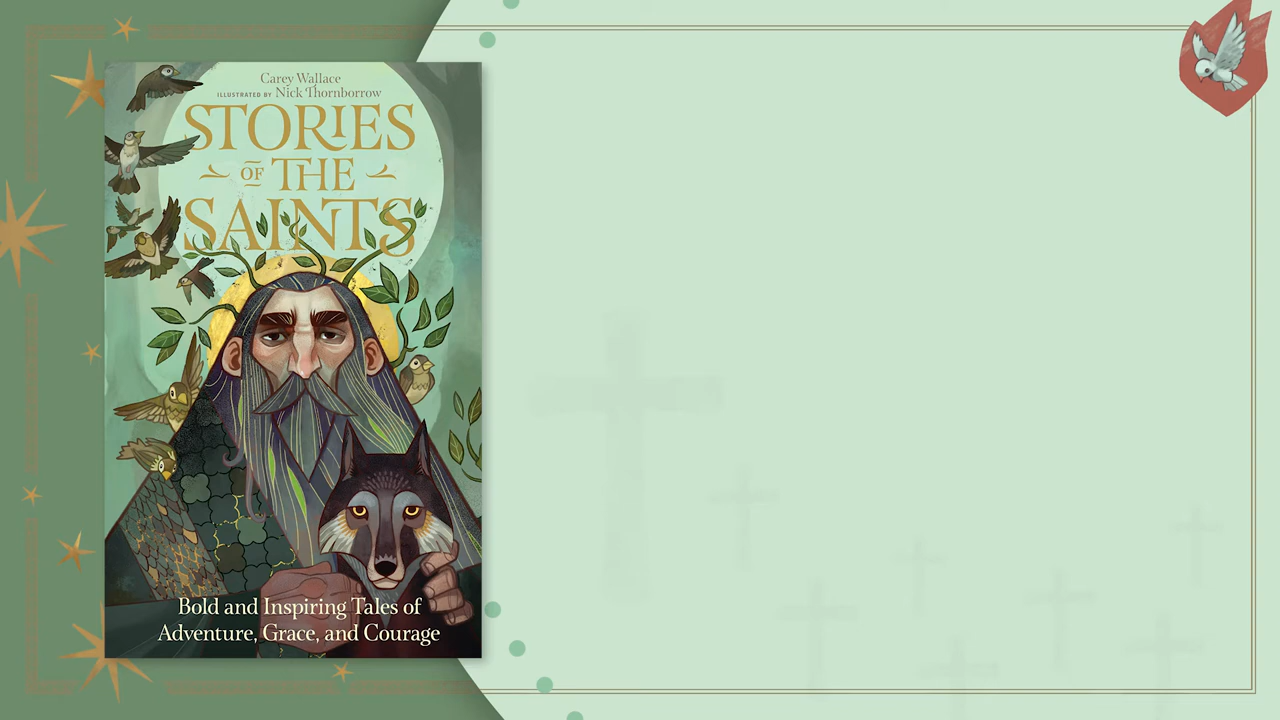 Carey Wallace
ILLUSTRATED BY Nick Thornborrow
STORIES
OF THE
SAINTS
Bold and Inspiring Tales of
Adventure, Grace, and Courage